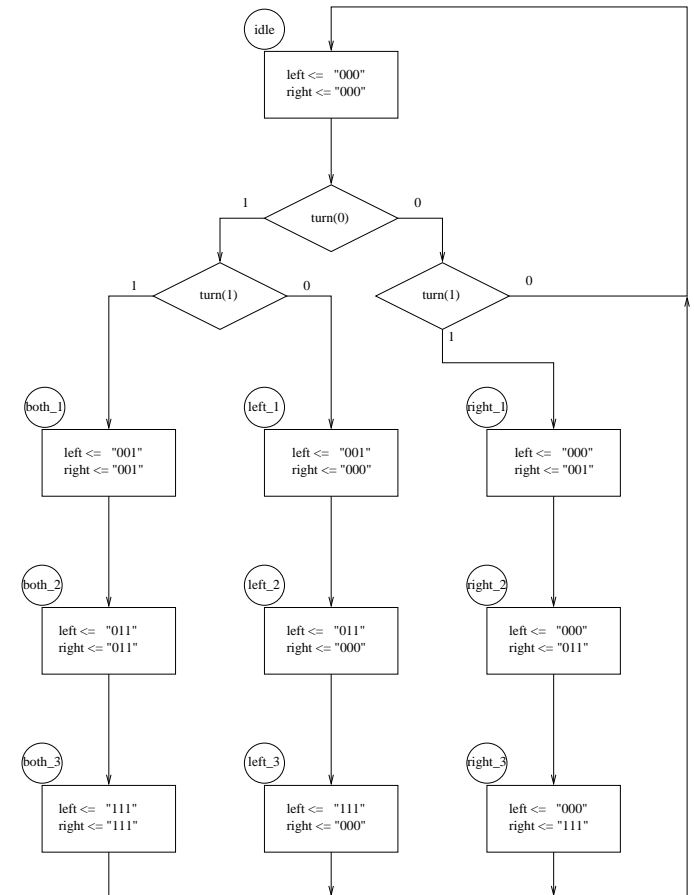 idle
left <= "000"
right <= "000"
turn(0)
1
0
turn(1)
1
0
turn(1)
0
1
both_1
left <= "001"
right <= "001"
left_1
left <= "001"
right <= "000"
right_1
left <= "000"
right <= "001"
both_2
left <= "011"
right <= "011"
left_2
left <= "011"
right <= "000"
right_2
left <= "000"
right <= "011"
both_3
left <= "111"
right <= "111"
left_3
left <= "111"
right <= "000"
right_3
left <= "000"
right <= "111"